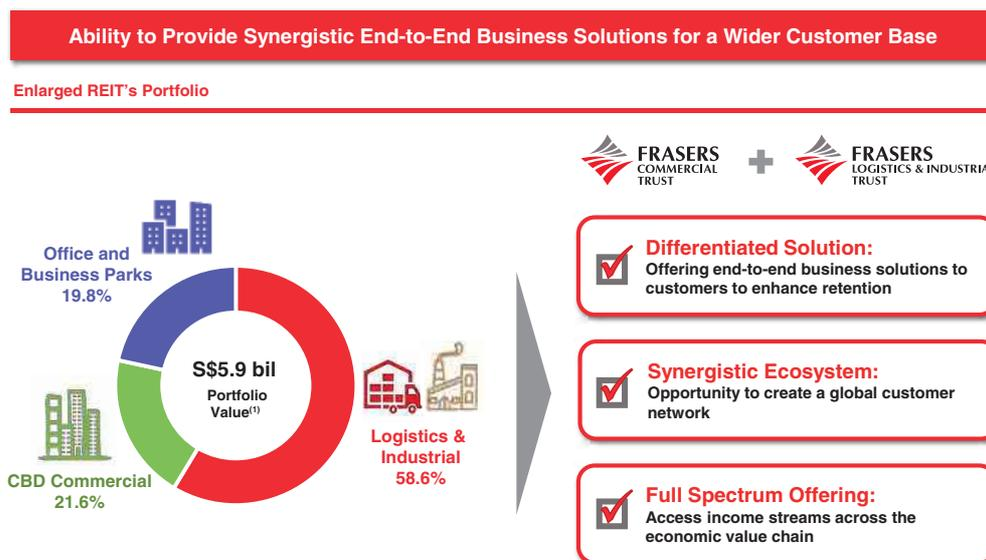 Ability to Provide Synergistic End-to-End Business Solutions for a Wider Customer Base
Enlarged REIT's Portfolio
FRASERS
COMMERCIAL
TRUST
FRASERS
LOGISTICS & INDUSTRIA
TRUST
Office and
Business Parks
19.8%
S$5.9 bil
Portfolio
Value(1)
CBD Commercial
21.6%
Logistics &
Industrial
58.6%
Differentiated Solution:
Offering end-to-end business solutions to
customers to enhance retention
Synergistic Ecosystem:
Opportunity to create a global customer
network
Full Spectrum Offering:
Access income streams across the
economic value chain